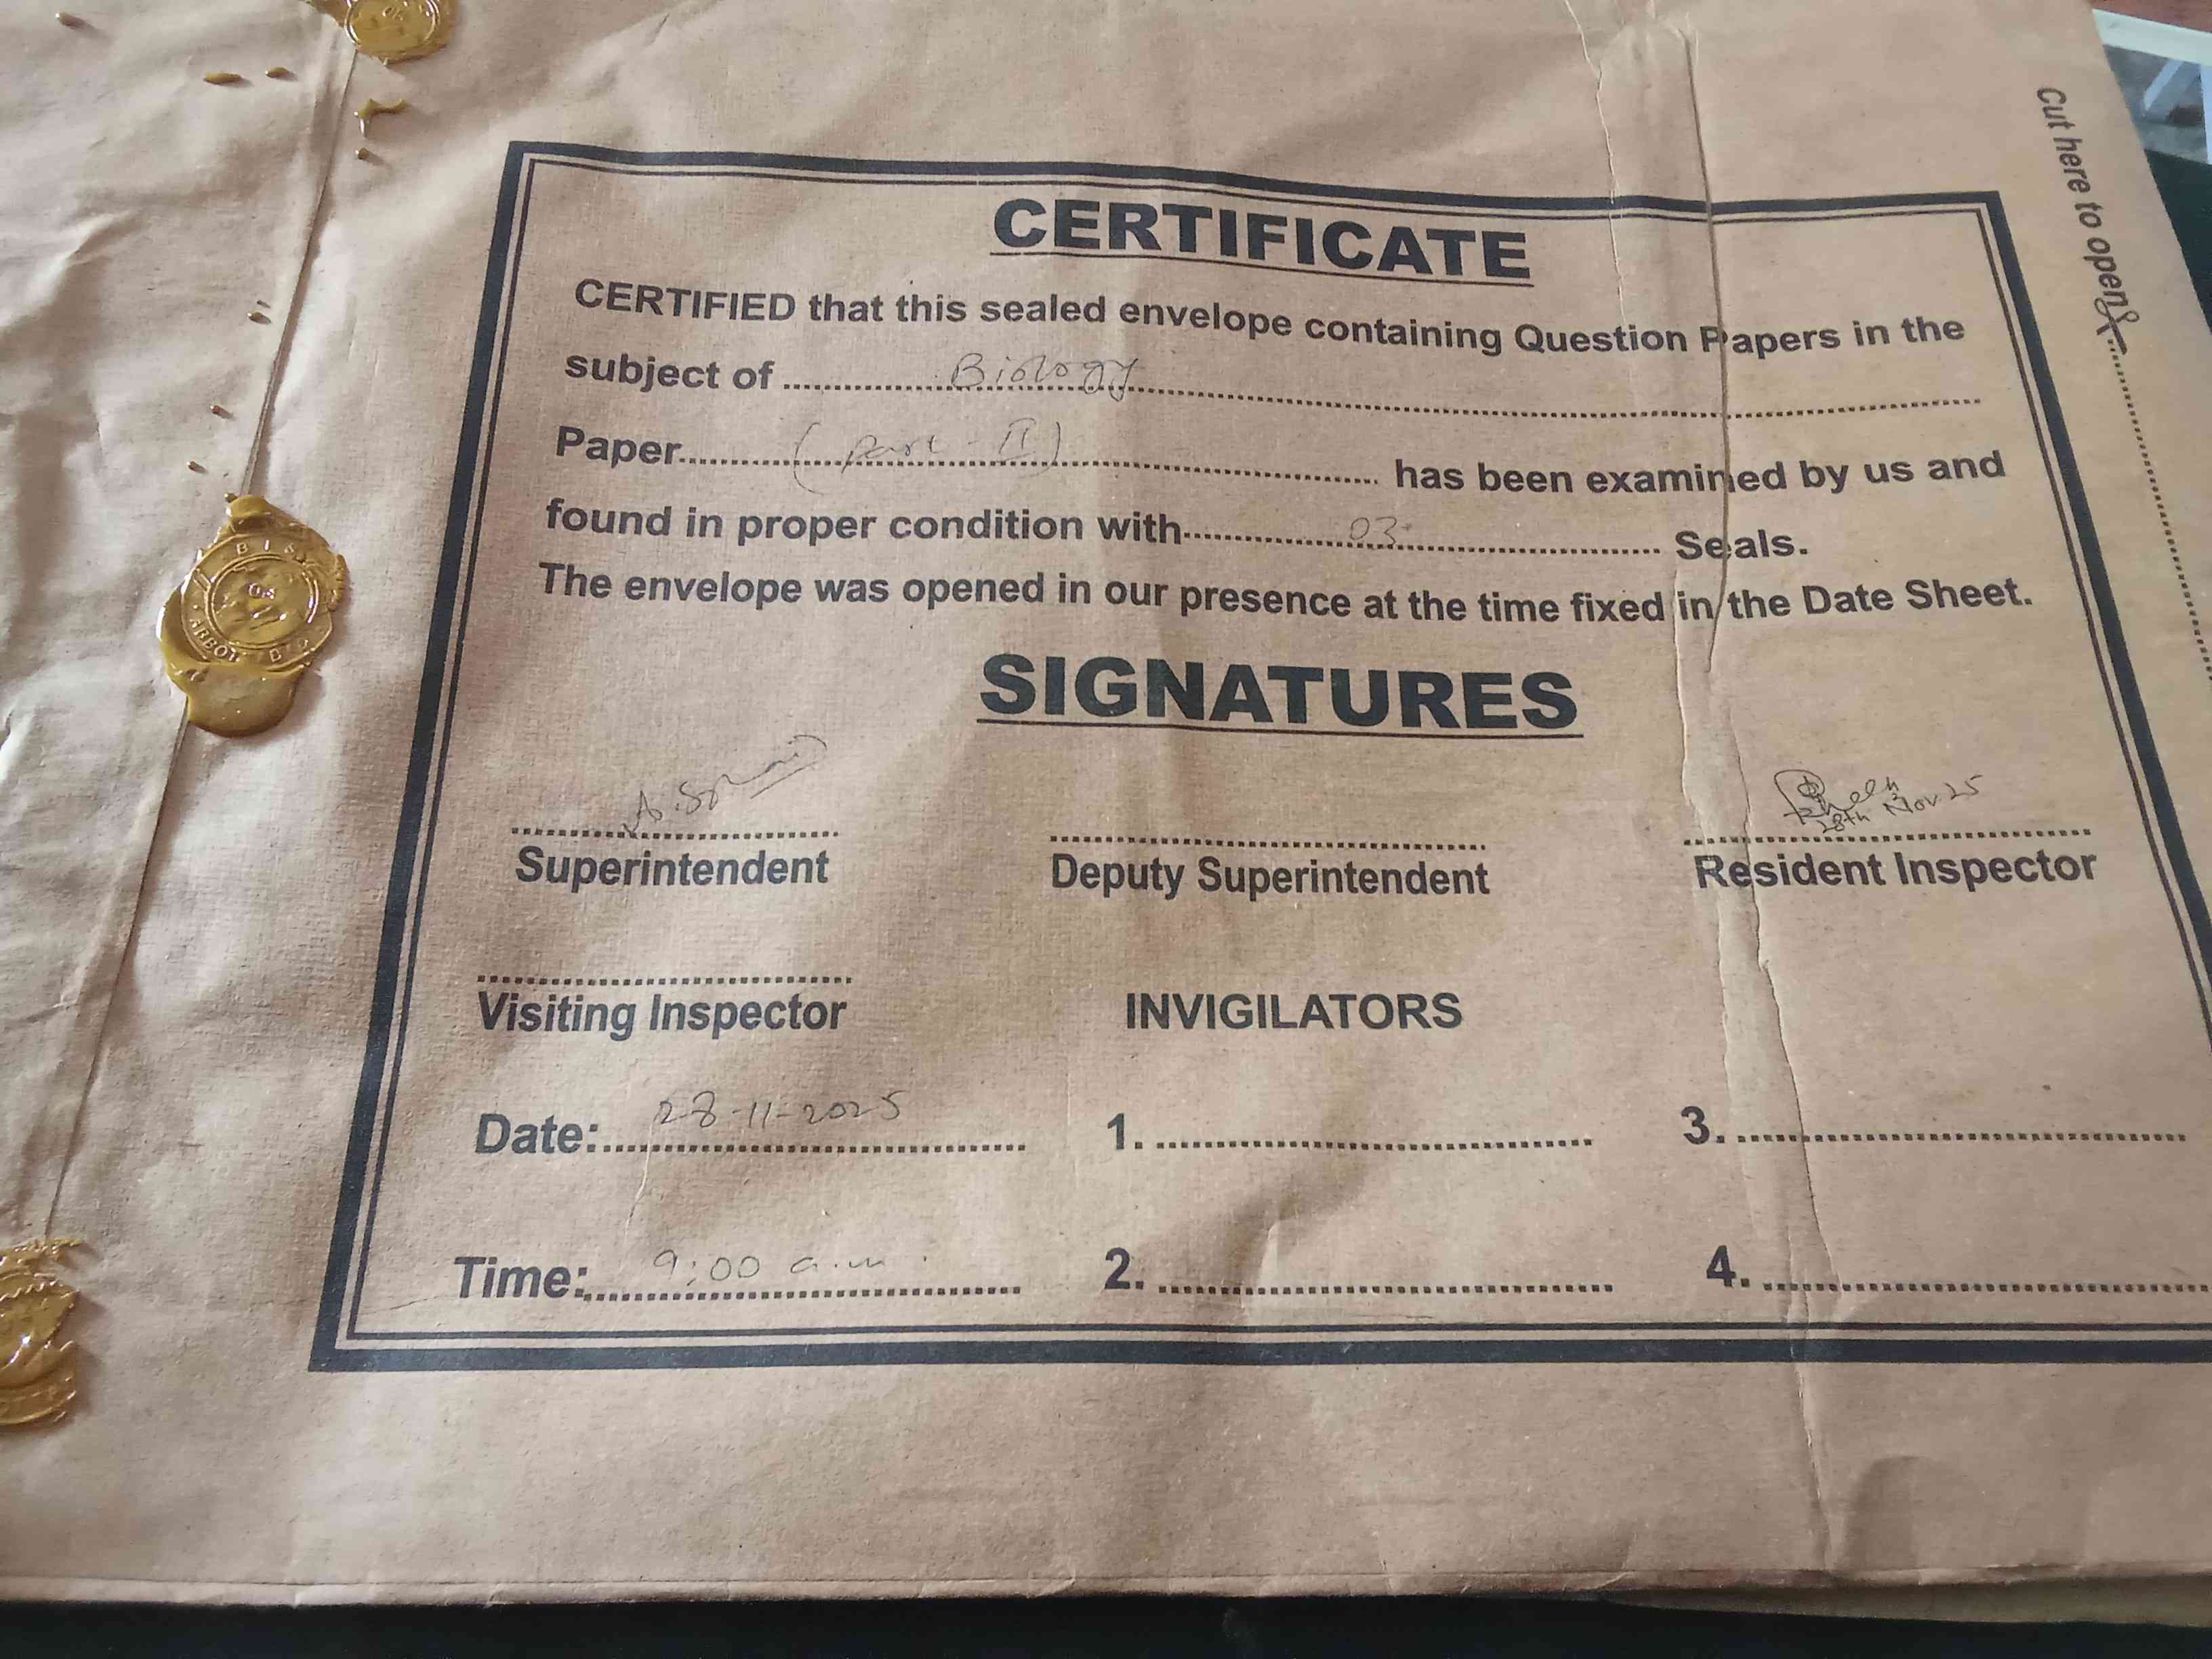 Cut here to open
CERTIFICATE
CERTIFIED that this sealed envelope containing Question Papers in the
subject of Biology
Paper (part - II) has been examined by us and
found in proper condition with 03 Seals.
The envelope was opened in our presence at the time fixed in the Date Sheet.
SIGNATURES
28th Nov. 25
Superintendent Deputy Superintendent Resident Inspector
Visiting Inspector INVIGILATORS
Date: 28-11-2025 1. 3.
Time: 9:00 a.m 2. 4.